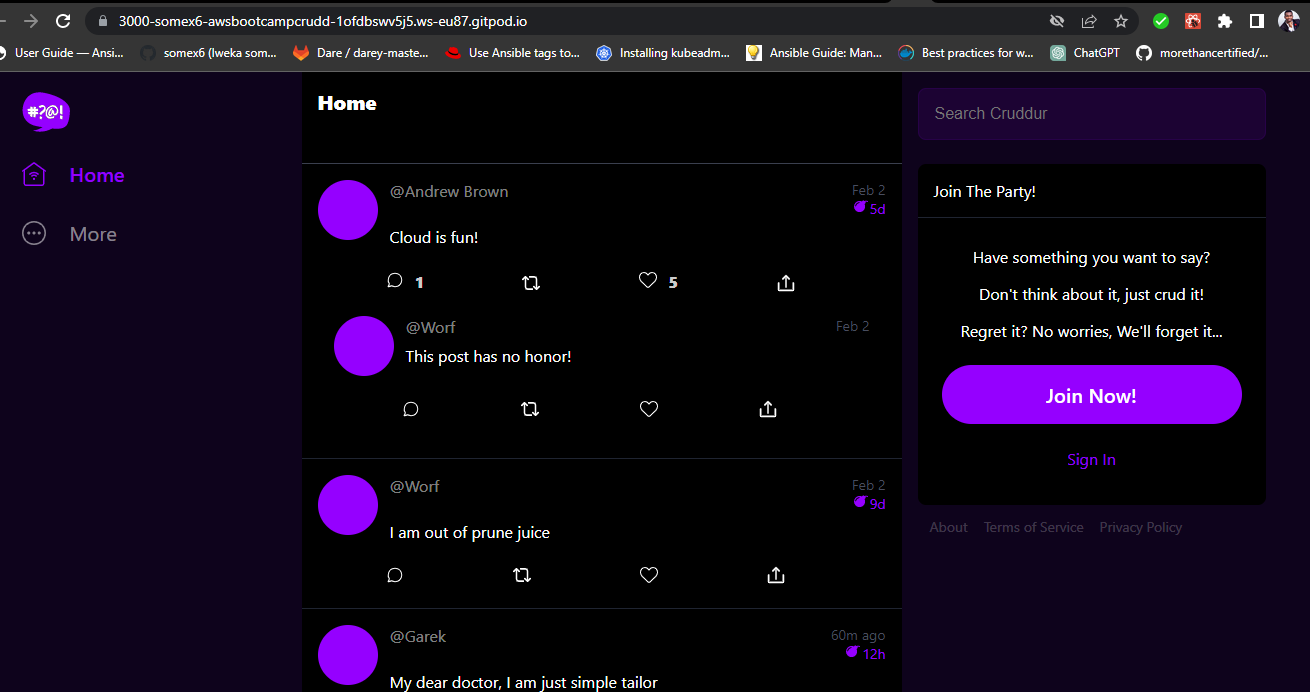 3000-somex6-awsbootcampcrudd-1ofdbswv5j5.ws-eu87.gitpod.io
User Guide — Ansi...
somex6 (Iweka som...
Dare / darey-maste...
Use Ansible tags to...
Installing kubeadm...
Ansible Guide: Man...
Best practices for w...
ChatGPT
morethancertified/...
#?@!
Home
More
Home
@Andrew Brown
Feb 2
5d
Cloud is fun!
1
5
@Worf
Feb 2
This post has no honor!
@Worf
Feb 2
9d
I am out of prune juice
@Garek
60m ago
12h
My dear doctor, I am just simple tailor
Search Cruddur
Join The Party!
Have something you want to say?
Don't think about it, just crud it!
Regret it? No worries, We'll forget it...
Join Now!
Sign In
About Terms of Service Privacy Policy